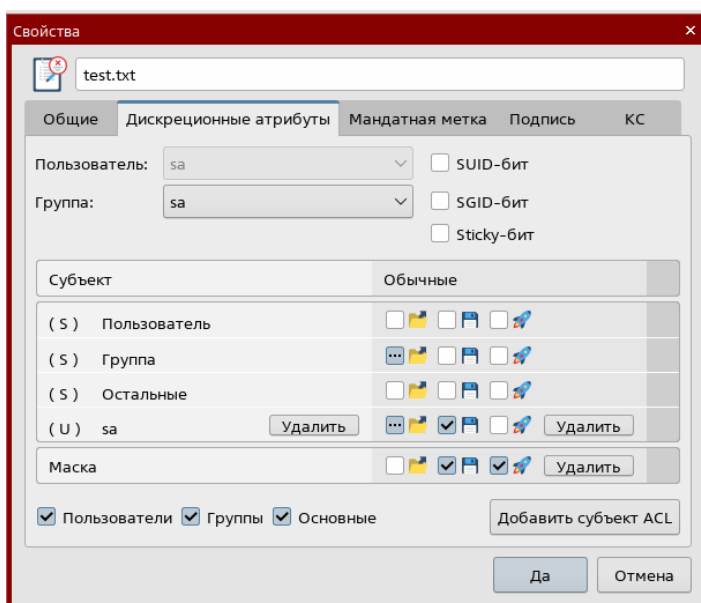 Свойства
test.txt
Общие Дискреционные атрибуты Мандатная метка Подпись КС
Пользователь: sa SUID-бит
Группа: sa SGID-бит
Sticky-бит
Субъект Обычные
( S ) Пользователь
( S ) Группа
( S ) Остальные
( U ) sa Удалить Удалить
Маска Удалить
Пользователи Группы Основные Добавить субъект ACL
Да Отмена